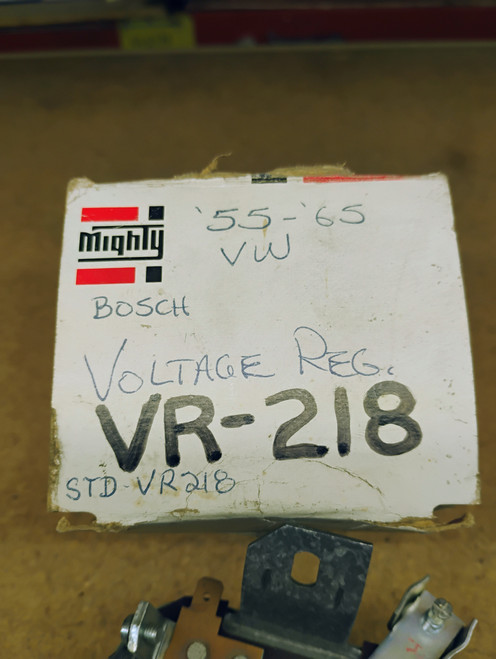 Mighty
'55-'65
VW
BOSCH
VOLTAGE REG.
VR-218
STD-VR218